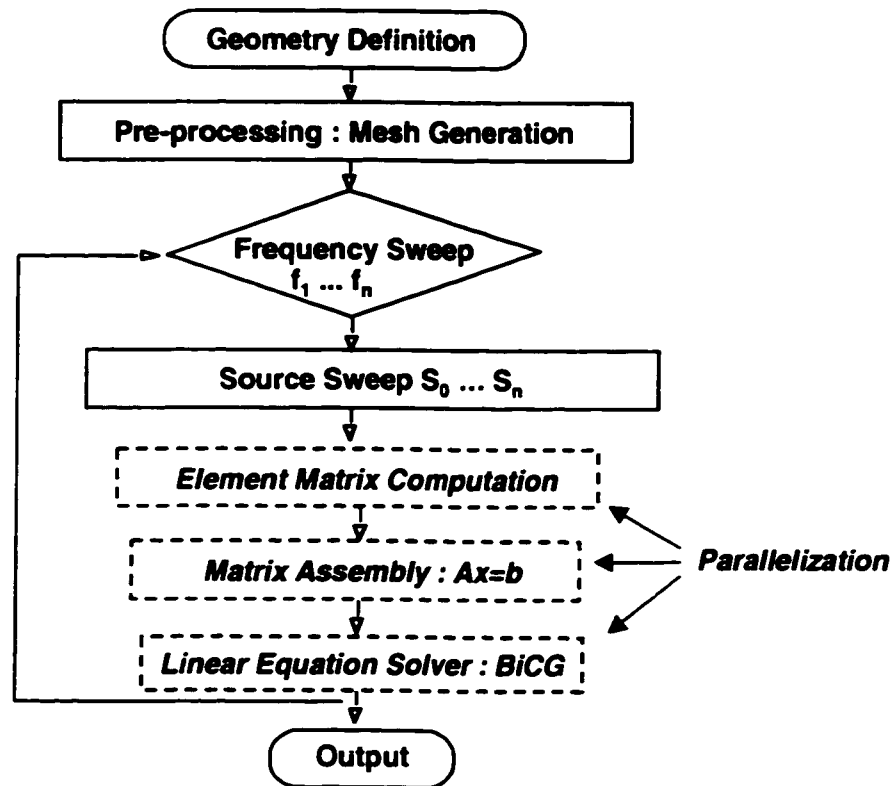 Geometry Definition
Pre-processing : Mesh Generation
Frequency Sweep
f₁ ... fₙ
Source Sweep S₀ ... Sₙ
Element Matrix Computation
Matrix Assembly : Ax=b
Parallelization
Linear Equation Solver : BiCG
Output